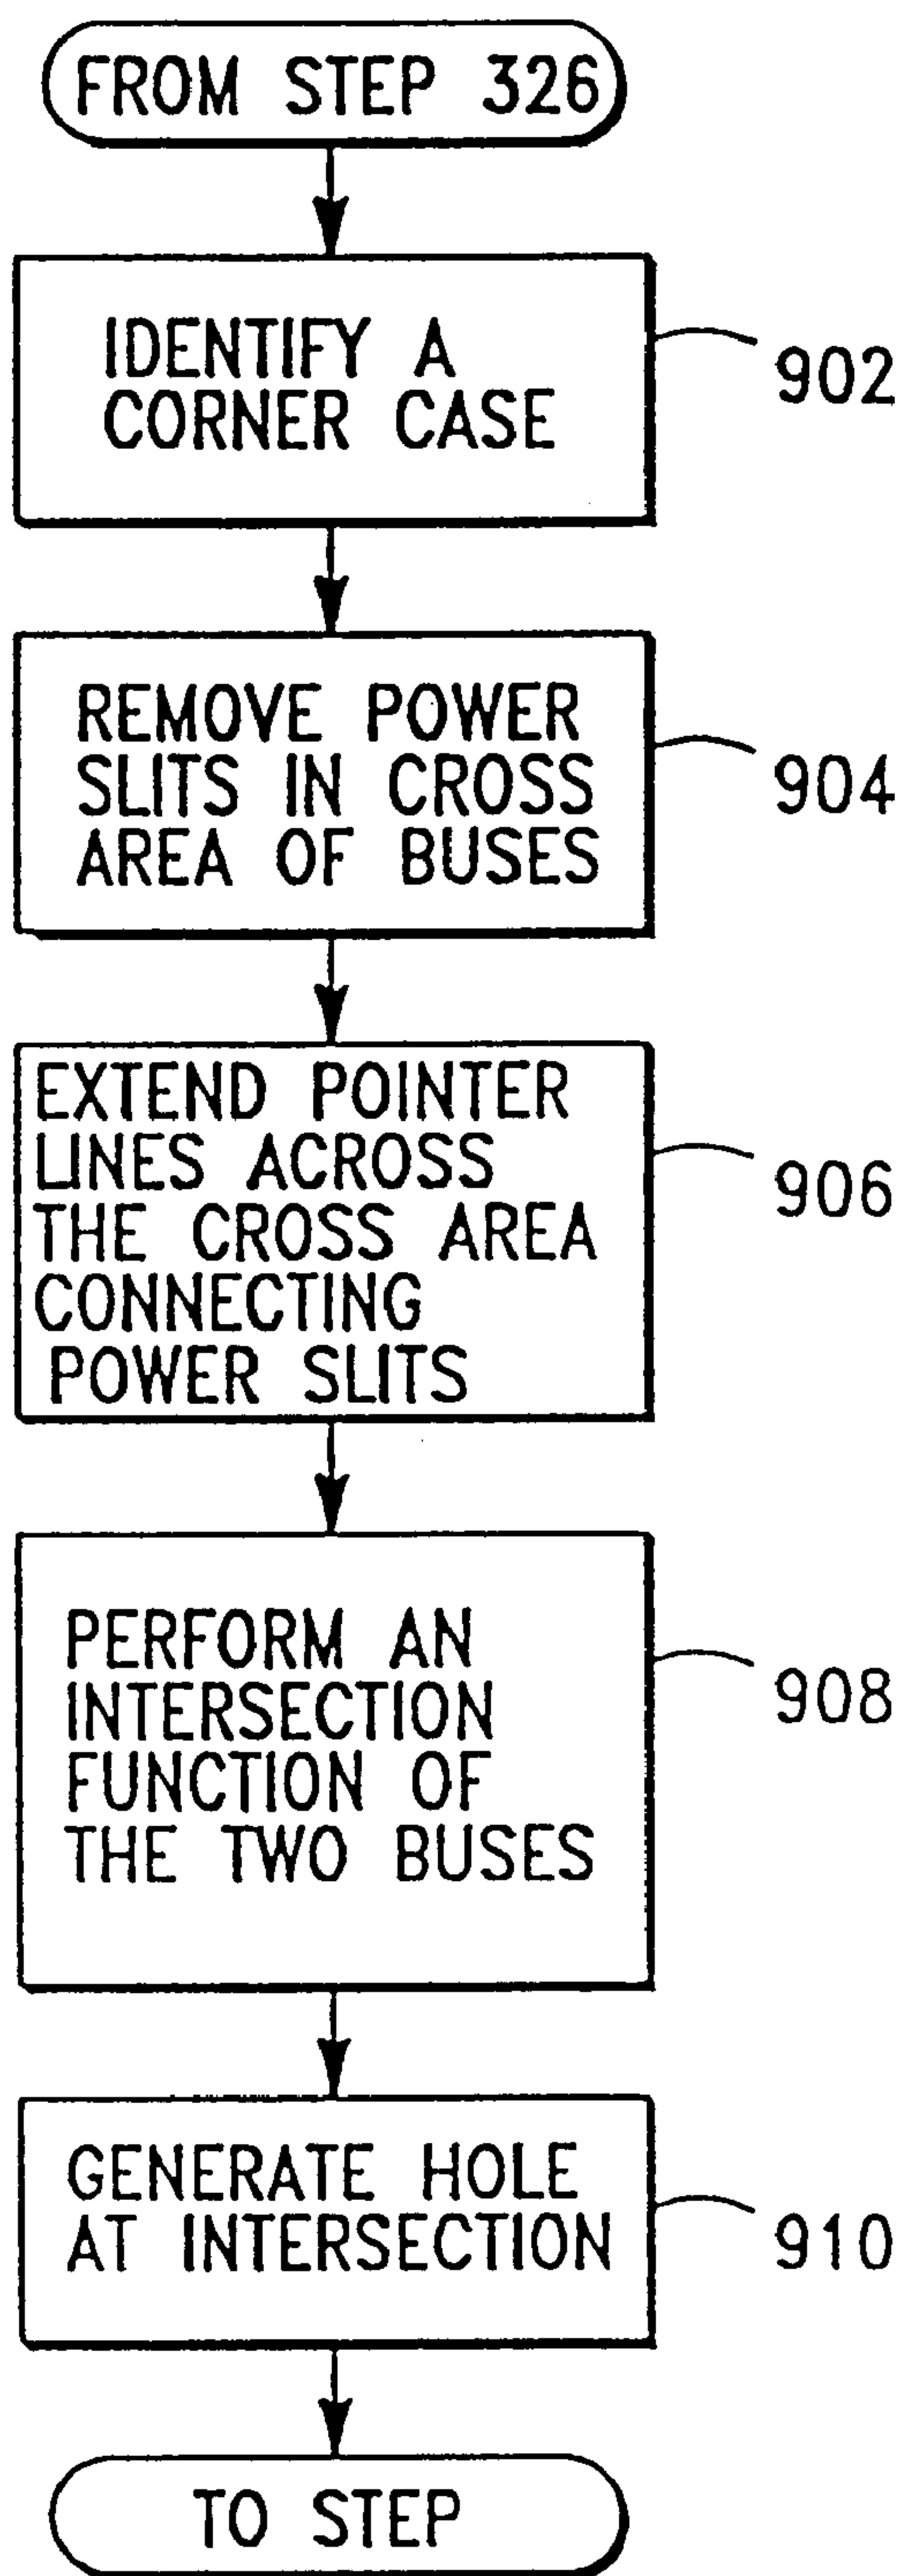 FROM STEP 326
IDENTIFY A
CORNER CASE
902
REMOVE POWER
SLITS IN CROSS
AREA OF BUSES
904
EXTEND POINTER
LINES ACROSS
THE CROSS AREA
CONNECTING
POWER SLITS
906
PERFORM AN
INTERSECTION
FUNCTION OF
THE TWO BUSES
908
GENERATE HOLE
AT INTERSECTION
910
TO STEP